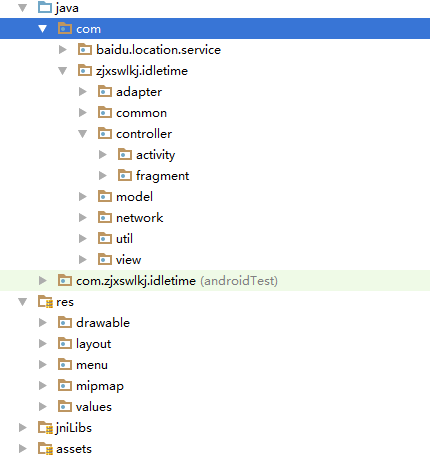 java
com
baidu.location.service
zjxswlkj.idletime
adapter
common
controller
activity
fragment
model
network
util
view
com.zjxswlkj.idletime (androidTest)
res
drawable
layout
menu
mipmap
values
jniLibs
assets